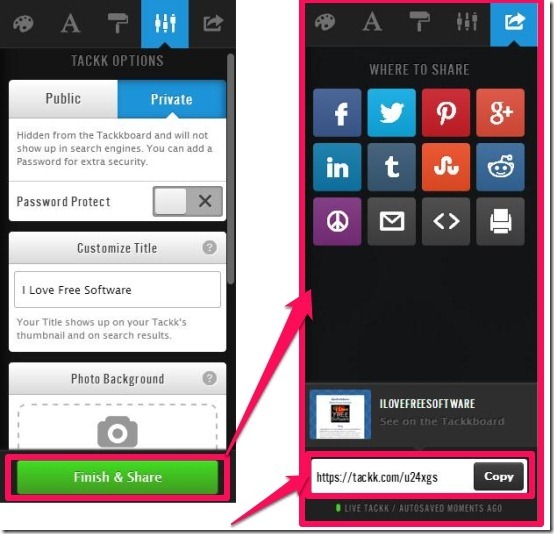 TACKK OPTIONS
Public
Private
Hidden from the Tackkboard and will not
show up in search engines. You can add
a Password for extra security.
Password Protect
Customize Title
?
I Love Free Software
Your Title shows up on your Tackk's
thumbnail and on search results.
Photo Background
?
Finish & Share
WHERE TO SHARE
ILOVEFREESOFTWARE
See on the Tackkboard
https://tackk.com/u24xgs
Copy
LIVE TACKK / AUTOSAVED MOMENTS AGO